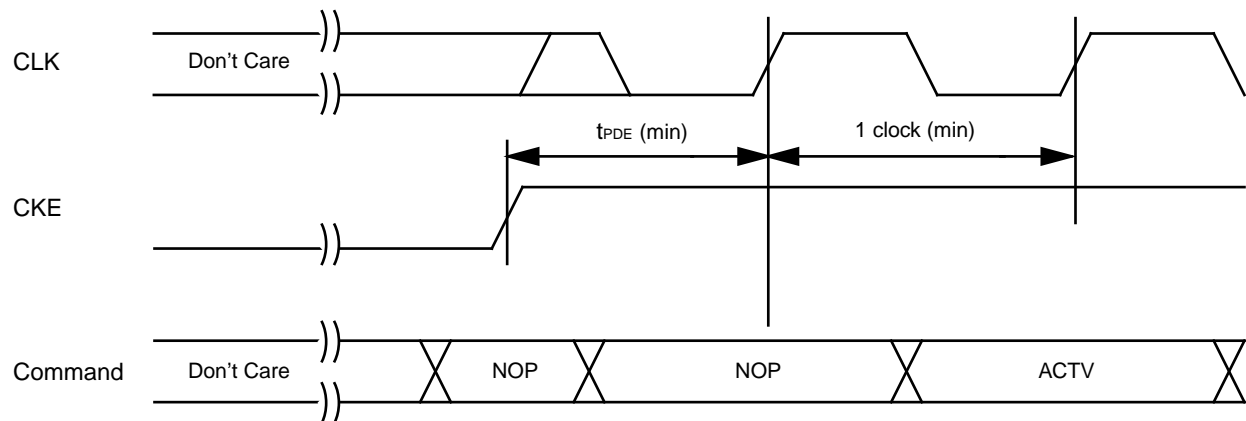 CLK
Don't Care
tPDE (min)
1 clock (min)
CKE
Command
Don't Care
NOP
NOP
ACTV